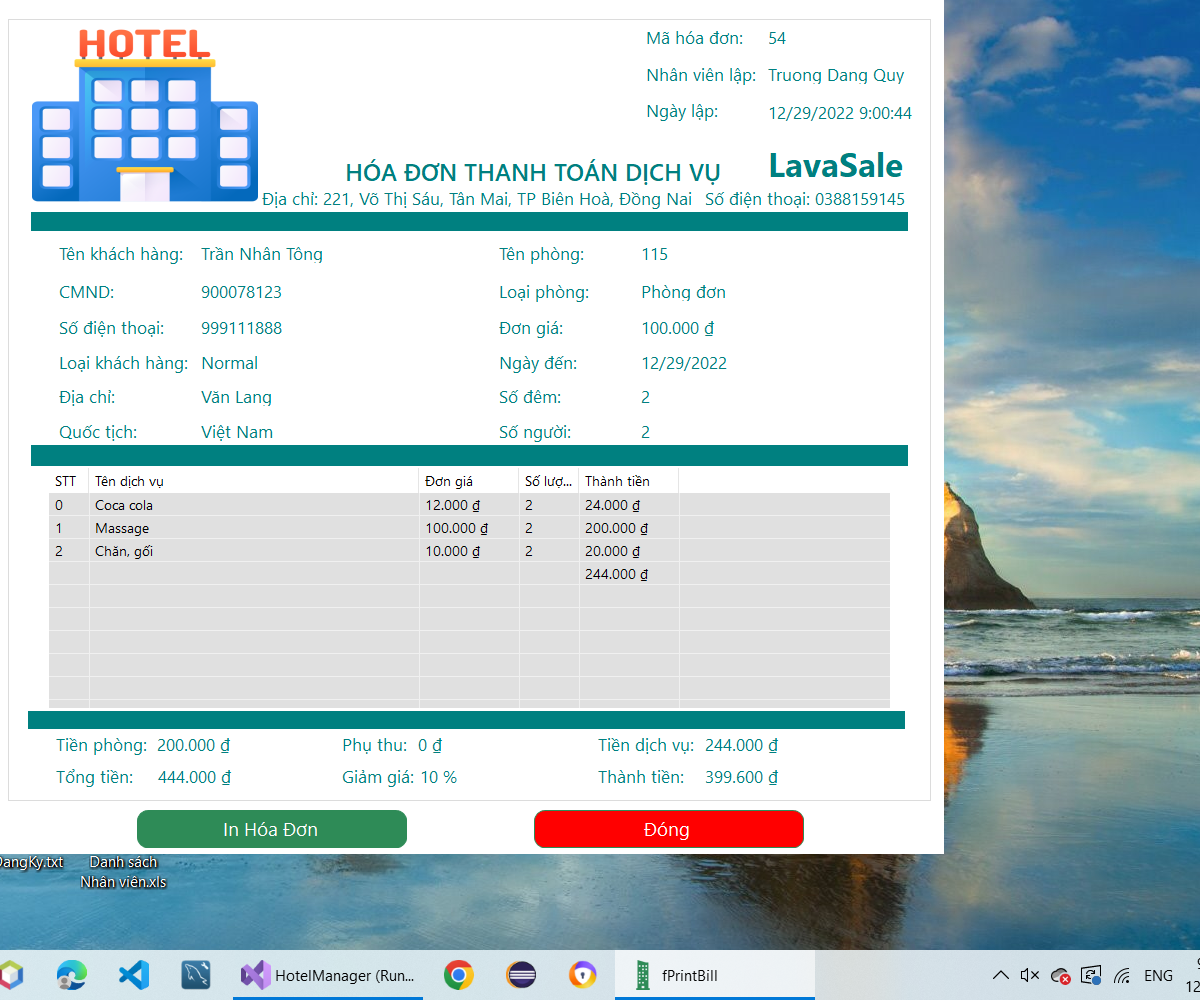 HOTEL
Mã hóa đơn: 54
Nhân viên lập: Truong Dang Quy
Ngày lập: 12/29/2022 9:00:44
HÓA ĐƠN THANH TOÁN DỊCH VỤ LavaSale
Địa chỉ: 221, Võ Thị Sáu, Tân Mai, TP Biên Hoà, Đồng Nai Số điện thoại: 0388159145
Tên khách hàng: Trần Nhân Tông Tên phòng: 115
CMND: 900078123 Loại phòng: Phòng đơn
Số điện thoại: 999111888 Đơn giá: 100.000 ₫
Loại khách hàng: Normal Ngày đến: 12/29/2022
Địa chỉ: Văn Lang Số đêm: 2
Quốc tịch: Việt Nam Số người: 2
STT Tên dịch vụ Đơn giá Số lượ... Thành tiền
0 Coca cola 12.000 ₫ 2 24.000 ₫
1 Massage 100.000 ₫ 2 200.000 ₫
2 Chăn, gối 10.000 ₫ 2 20.000 ₫
244.000 ₫
Tiền phòng: 200.000 ₫ Phụ thu: 0 ₫ Tiền dịch vụ: 244.000 ₫
Tổng tiền: 444.000 ₫ Giảm giá: 10 % Thành tiền: 399.600 ₫
In Hóa Đơn Đóng
DangKy.txt Danh sách
Nhân viên.xls
HotelManager (Run... fPrintBill ENG